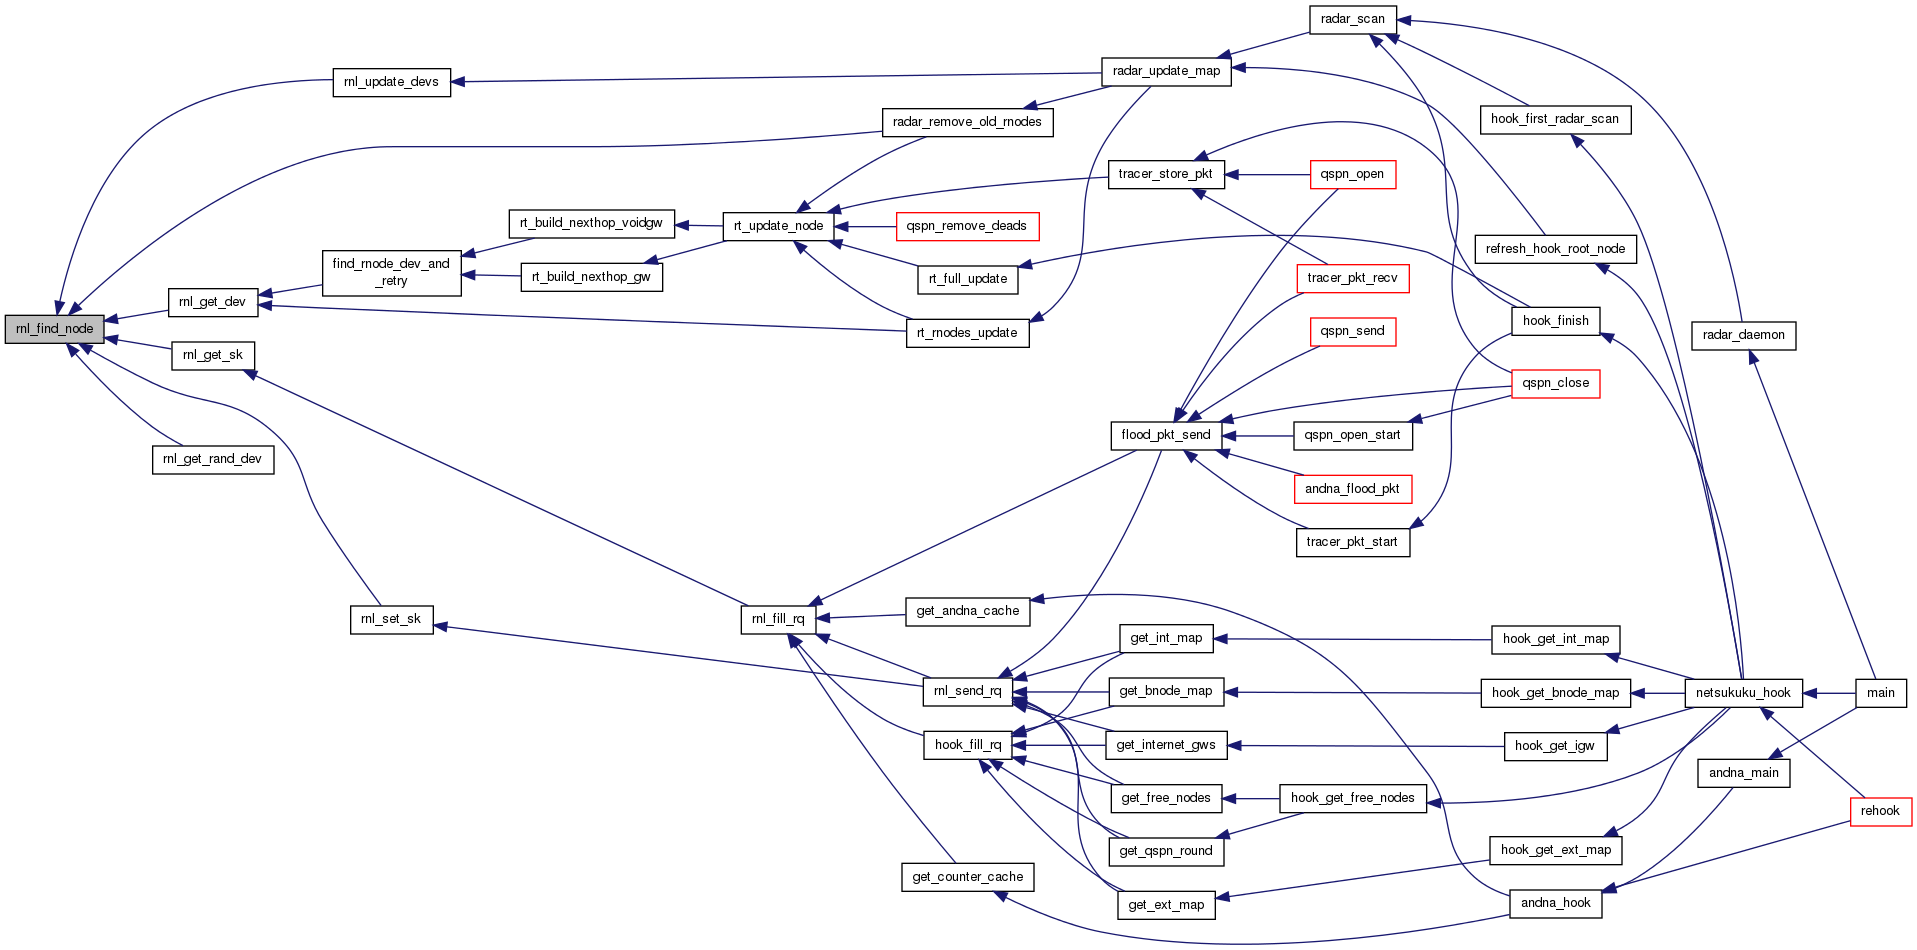 radar_scan
rnl_update_devs
radar_update_map
radar_remove_old_rnodes
hook_first_radar_scan
tracer_store_pkt
qspn_open
rt_build_nexthop_voidgw
rt_update_node
qspn_remove_deads
refresh_hook_root_node
find_rnode_dev_and
_retry
rt_build_nexthop_gw
rt_full_update
tracer_pkt_recv
rnl_get_dev
rnl_find_node
rt_rnodes_update
qspn_send
hook_finish
radar_daemon
rnl_get_sk
qspn_close
flood_pkt_send
qspn_open_start
rnl_get_rand_dev
andna_flood_pkt
tracer_pkt_start
rnl_set_sk
rnl_fill_rq
get_andna_cache
get_int_map
hook_get_int_map
rnl_send_rq
get_bnode_map
hook_get_bnode_map
netsukuku_hook
main
hook_fill_rq
get_internet_gws
hook_get_igw
andna_main
get_free_nodes
hook_get_free_nodes
rehook
get_qspn_round
hook_get_ext_map
get_counter_cache
get_ext_map
andna_hook